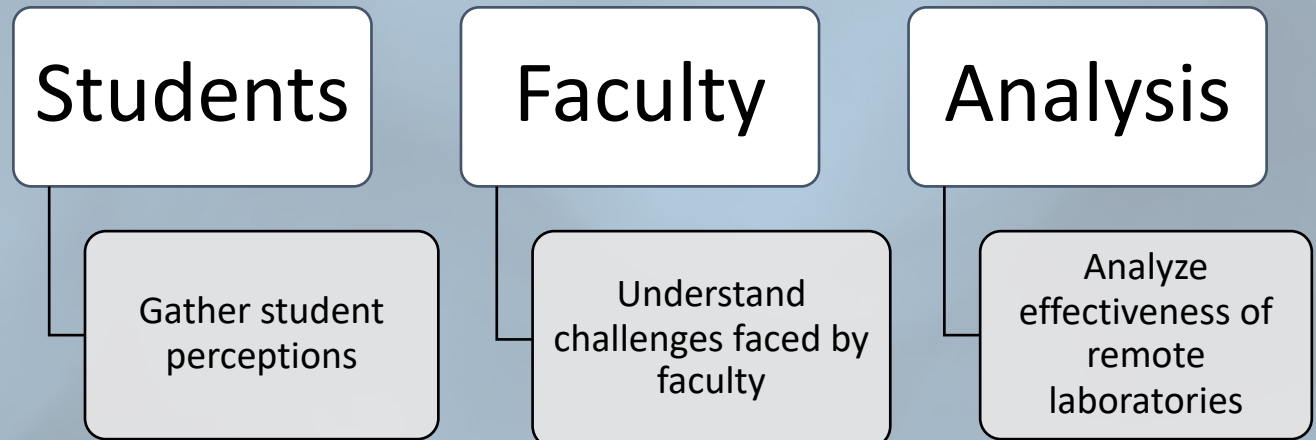 Students
Gather student
perceptions
Faculty
Understand
challenges faced by
faculty
Analysis
Analyze
effectiveness of
remote
laboratories